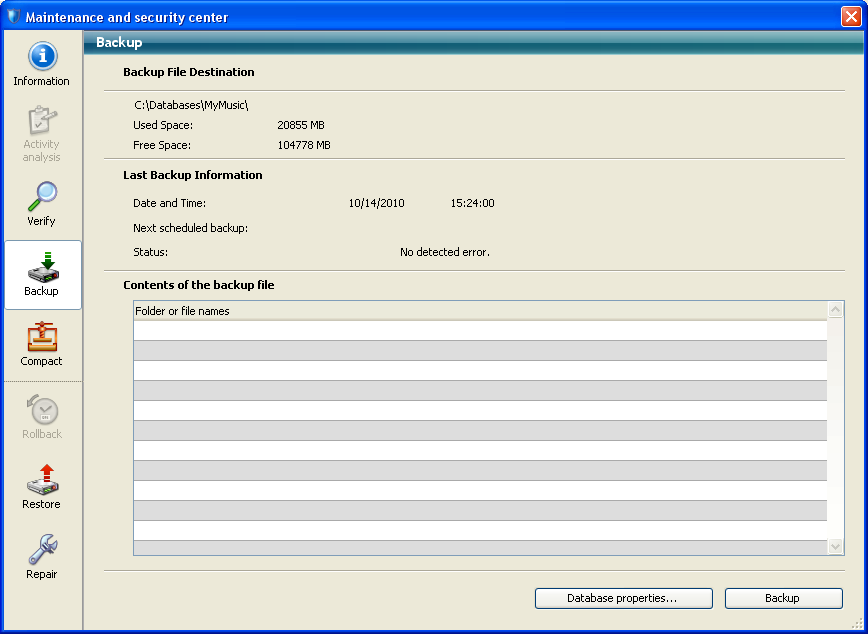 Maintenance and security center
Backup
Information
Activity
analysis
Verify
Backup
Compact
Rollback
Restore
Repair
Backup File Destination
C:\Databases\MyMusic\
Used Space: 20855 MB
Free Space: 104778 MB
Last Backup Information
Date and Time: 10/14/2010 15:24:00
Next scheduled backup:
Status: No detected error.
Contents of the backup file
Folder or file names
Database properties... Backup